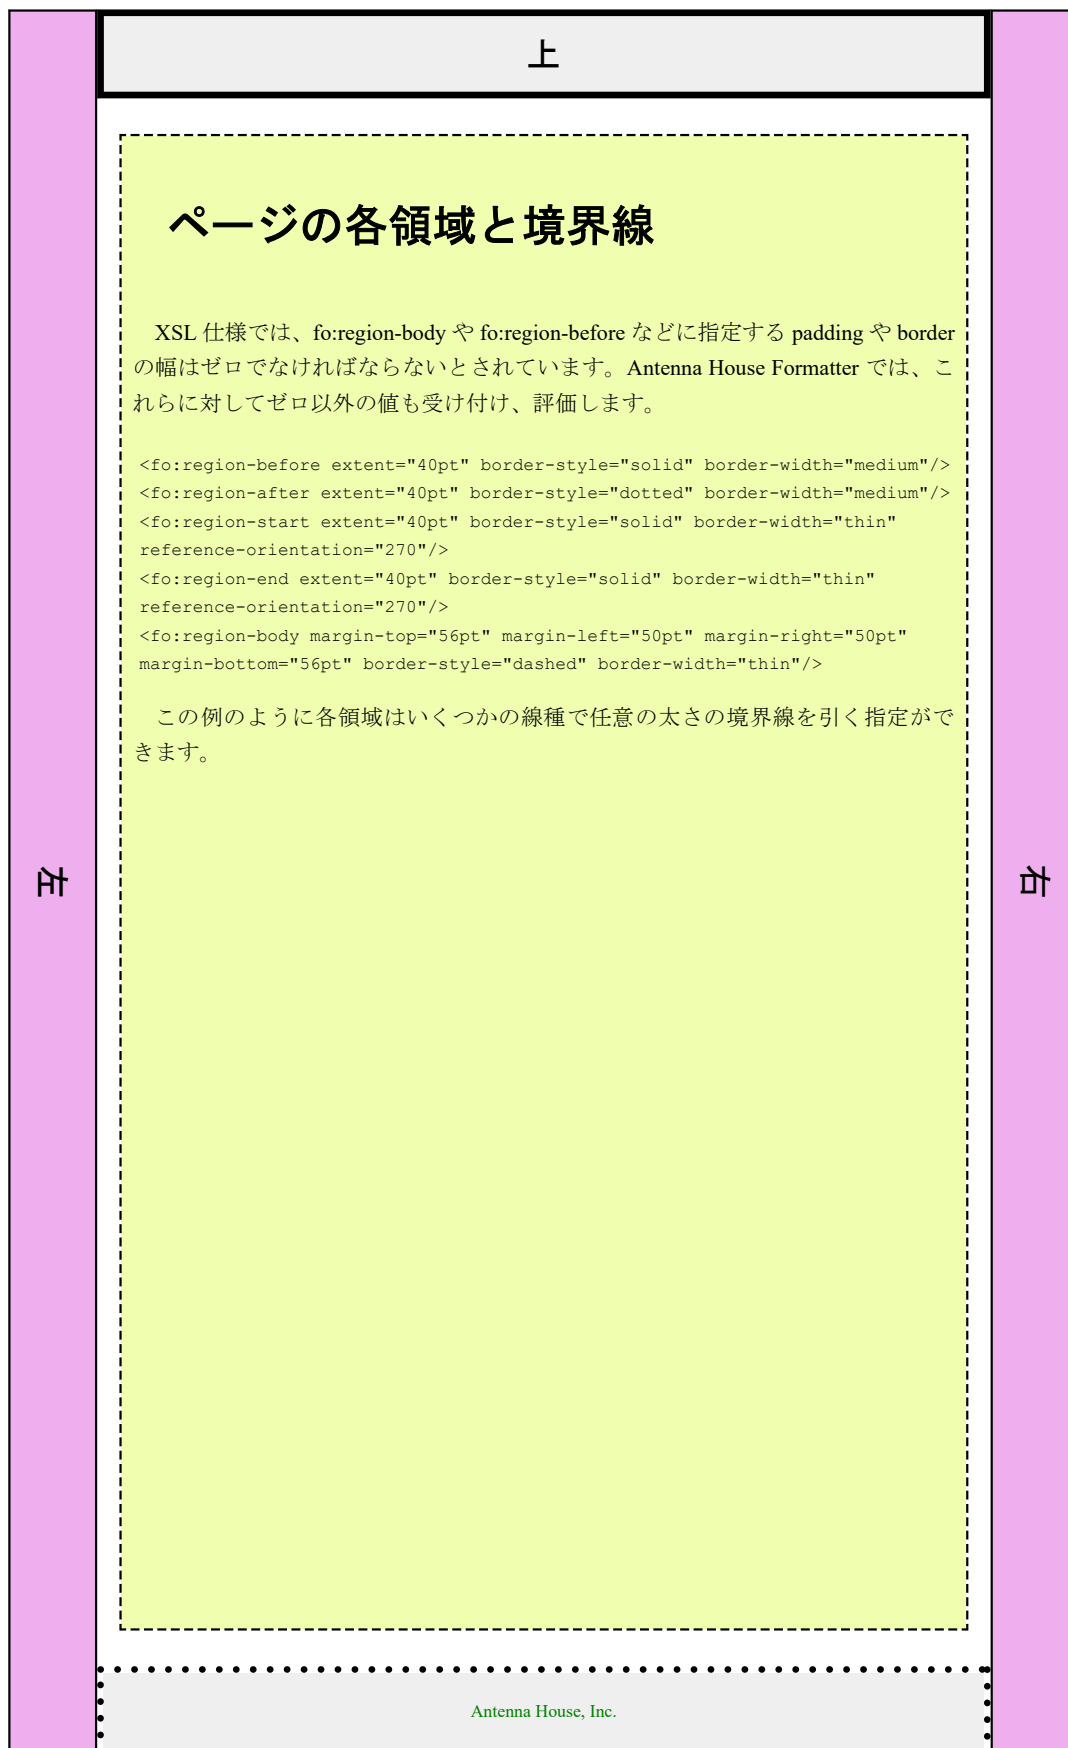 上
ページの各領域と境界線
XSL 仕様では、fo:region-body や fo:region-before などに指定する padding や border
の幅はゼロでなければならないとされています。Antenna House Formatter では、こ
れらに対してゼロ以外の値も受け付け、評価します。
<fo:region-before extent="40pt" border-style="solid" border-width="medium"/>
<fo:region-after extent="40pt" border-style="dotted" border-width="medium"/>
<fo:region-start extent="40pt" border-style="solid" border-width="thin"
reference-orientation="270"/>
<fo:region-end extent="40pt" border-style="solid" border-width="thin"
reference-orientation="270"/>
<fo:region-body margin-top="56pt" margin-left="50pt" margin-right="50pt"
margin-bottom="56pt" border-style="dashed" border-width="thin"/>
この例のように各領域はいくつかの線種で任意の太さの境界線を引く指定がで
きます。
左
右
Antenna House, Inc.